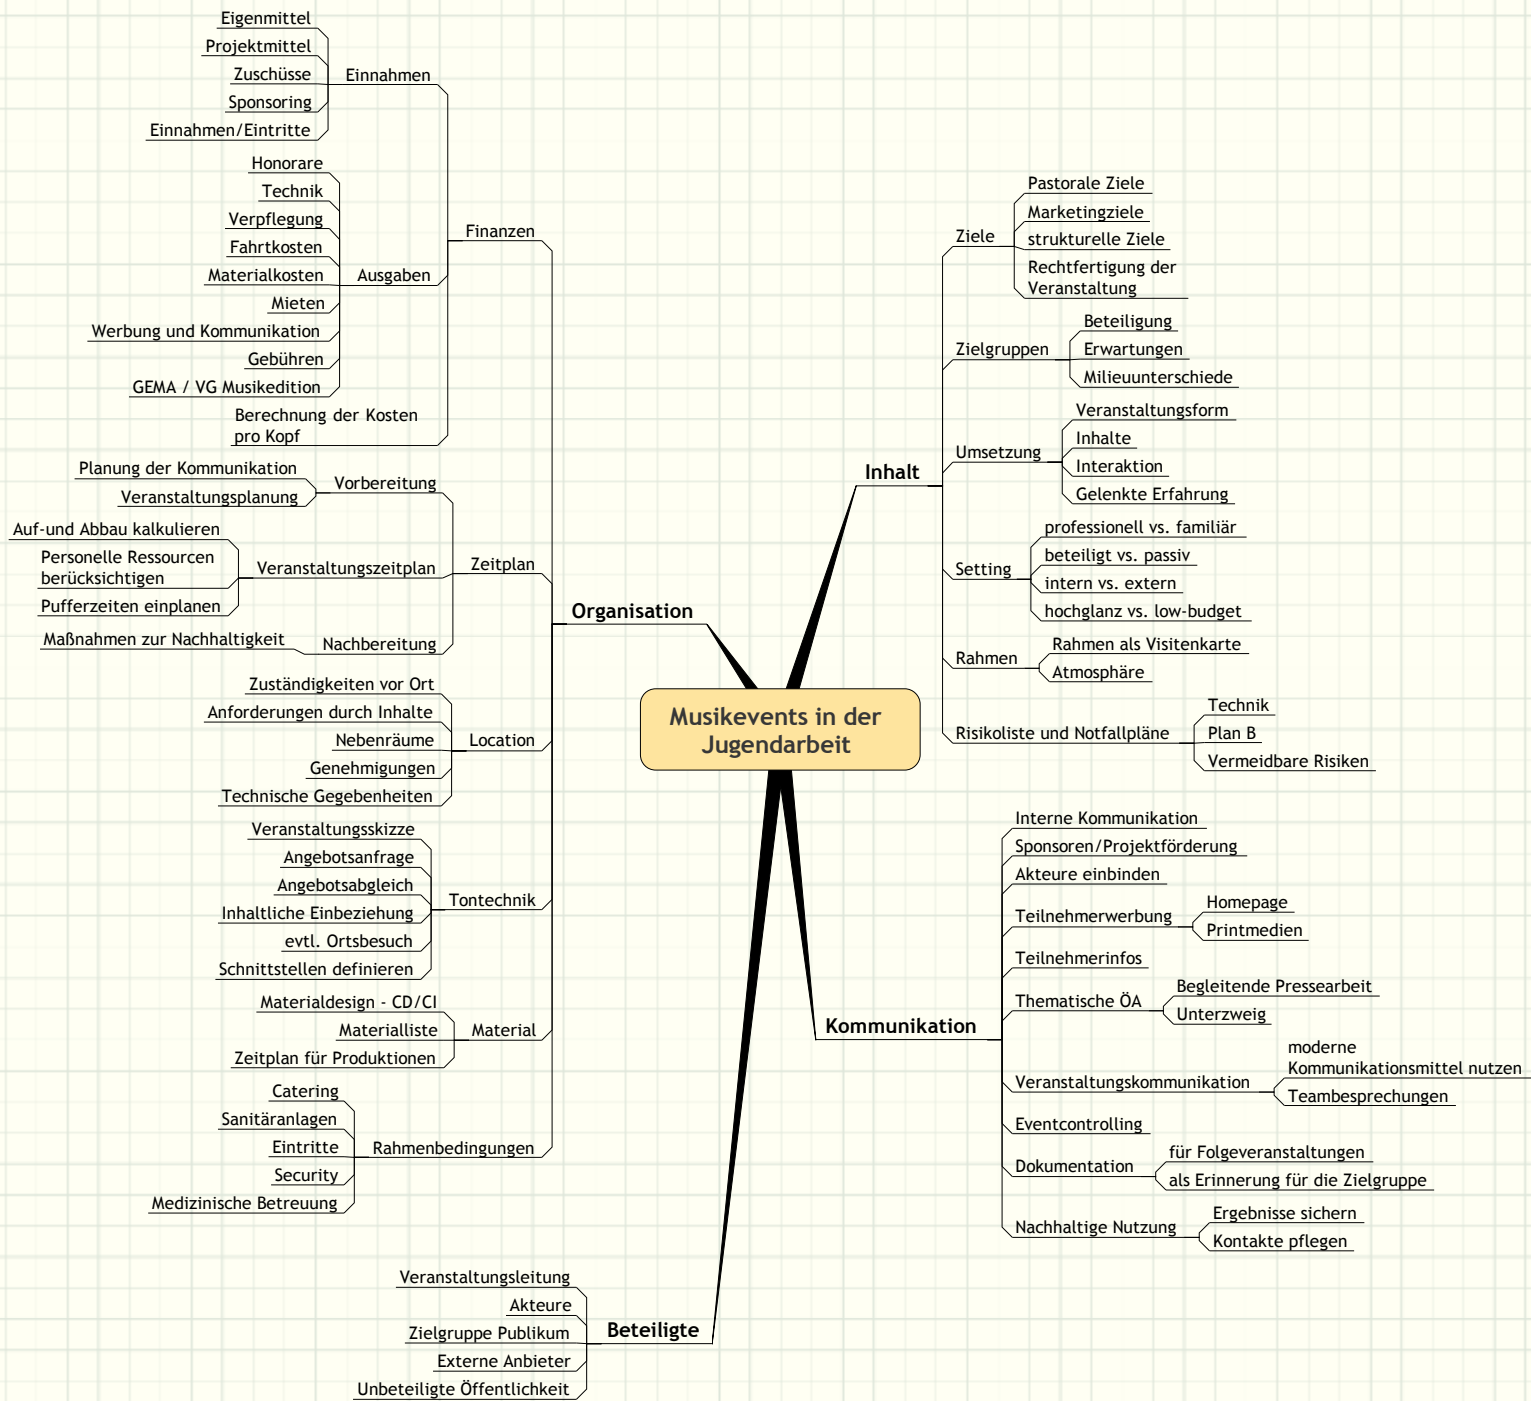 Musikevents in der
Jugendarbeit
Organisation
Finanzen
Einnahmen
Eigenmittel
Projektmittel
Zuschüsse
Sponsoring
Einnahmen/Eintritte
Ausgaben
Honorare
Technik
Verpflegung
Fahrtkosten
Materialkosten
Mieten
Werbung und Kommunikation
Gebühren
GEMA / VG Musikedition
Berechnung der Kosten
pro Kopf
Zeitplan
Vorbereitung
Planung der Kommunikation
Veranstaltungsplanung
Veranstaltungszeitplan
Auf-und Abbau kalkulieren
Personelle Ressourcen
berücksichtigen
Pufferzeiten einplanen
Nachbereitung
Maßnahmen zur Nachhaltigkeit
Location
Zuständigkeiten vor Ort
Anforderungen durch Inhalte
Nebenräume
Genehmigungen
Technische Gegebenheiten
Tontechnik
Veranstaltungsskizze
Angebotsanfrage
Angebotsabgleich
Inhaltliche Einbeziehung
evtl. Ortsbesuch
Schnittstellen definieren
Material
Materialdesign - CD/CI
Materialliste
Zeitplan für Produktionen
Rahmenbedingungen
Catering
Sanitäranlagen
Eintritte
Security
Medizinische Betreuung
Beteiligte
Veranstaltungsleitung
Akteure
Zielgruppe Publikum
Externe Anbieter
Unbeteiligte Öffentlichkeit
Inhalt
Ziele
Pastorale Ziele
Marketingziele
strukturelle Ziele
Rechtfertigung der
Veranstaltung
Zielgruppen
Beteiligung
Erwartungen
Milieuunterschiede
Umsetzung
Veranstaltungsform
Inhalte
Interaktion
Gelenkte Erfahrung
Setting
professionell vs. familiär
beteiligt vs. passiv
intern vs. extern
hochglanz vs. low-budget
Rahmen
Rahmen als Visitenkarte
Atmosphäre
Risikoliste und Notfallpläne
Technik
Plan B
Vermeidbare Risiken
Kommunikation
Interne Kommunikation
Sponsoren/Projektförderung
Akteure einbinden
Teilnehmerwerbung
Homepage
Printmedien
Teilnehmerinfos
Thematische ÖA
Begleitende Pressearbeit
Unterzweig
Veranstaltungskommunikation
moderne
Kommunikationsmittel nutzen
Teambesprechungen
Eventcontrolling
Dokumentation
für Folgeveranstaltungen
als Erinnerung für die Zielgruppe
Nachhaltige Nutzung
Ergebnisse sichern
Kontakte pflegen